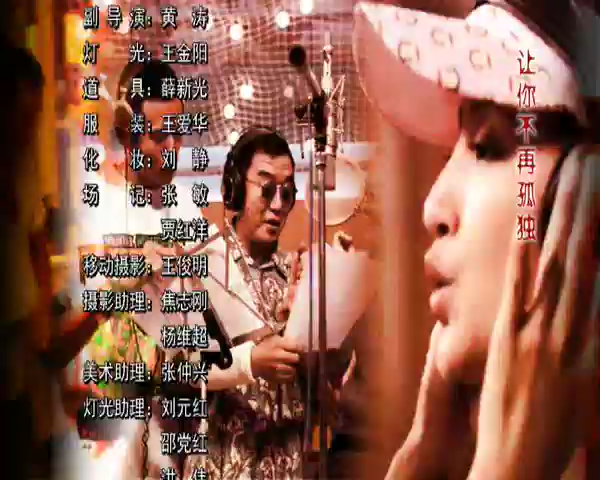 副导演：黄 涛
灯 光：王金阳
道 具：薛新光
服 装：王爱华
化 妆：刘 静
场 记：张 敏
贾红洋
移动摄影：王俊明
摄影助理：焦志刚
杨维超
美术助理：张仲兴
灯光助理：刘元红
邵党红
洪 伟
让你不再孤独